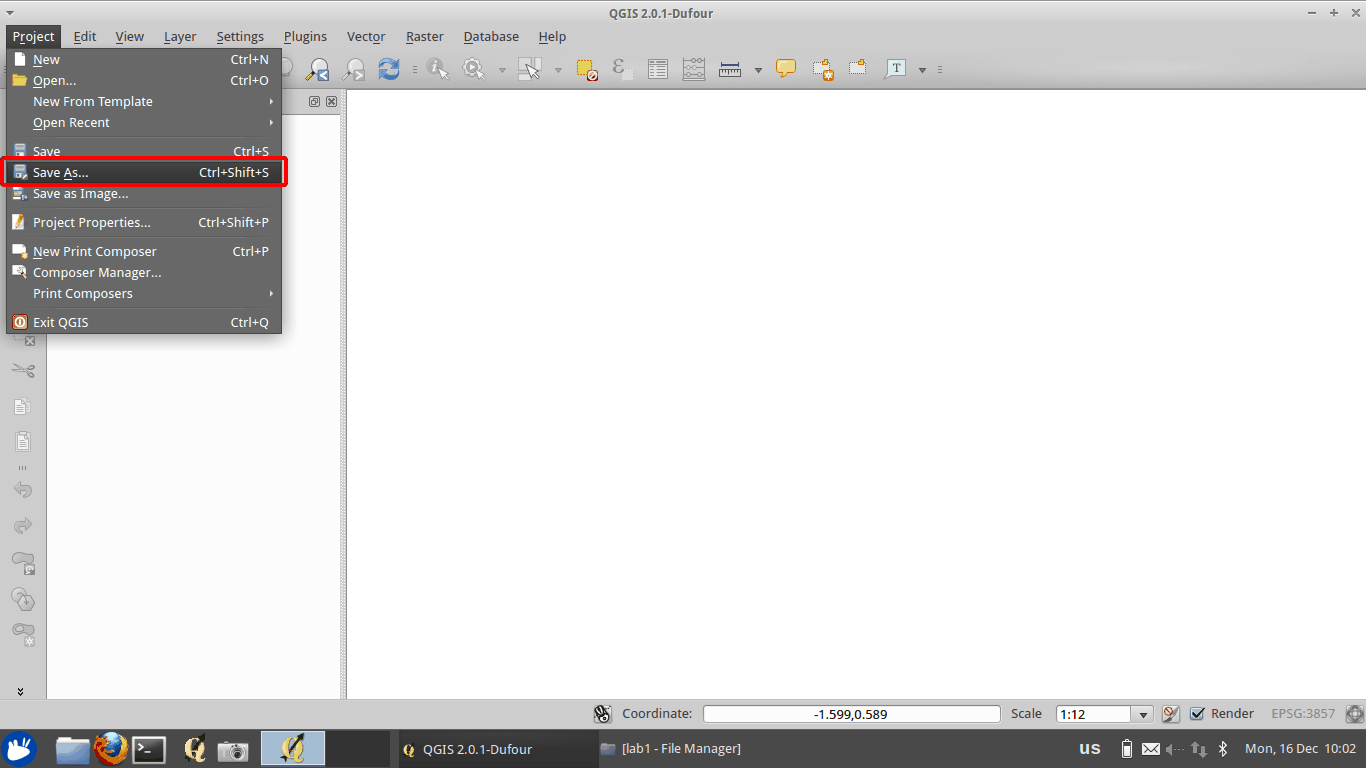 QGIS 2.0.1-Dufour
Project Edit View Layer Settings Plugins Vector Raster Database Help
New Ctrl+N
Open... Ctrl+O
New From Template
Open Recent
Save Ctrl+S
Save As... Ctrl+Shift+S
Save as Image...
Project Properties... Ctrl+Shift+P
New Print Composer Ctrl+P
Composer Manager...
Print Composers
Exit QGIS Ctrl+Q
Coordinate: -1.599,0.589 Scale 1:12 Render EPSG:3857
QGIS 2.0.1-Dufour [lab1 - File Manager] us Mon, 16 Dec 10:02